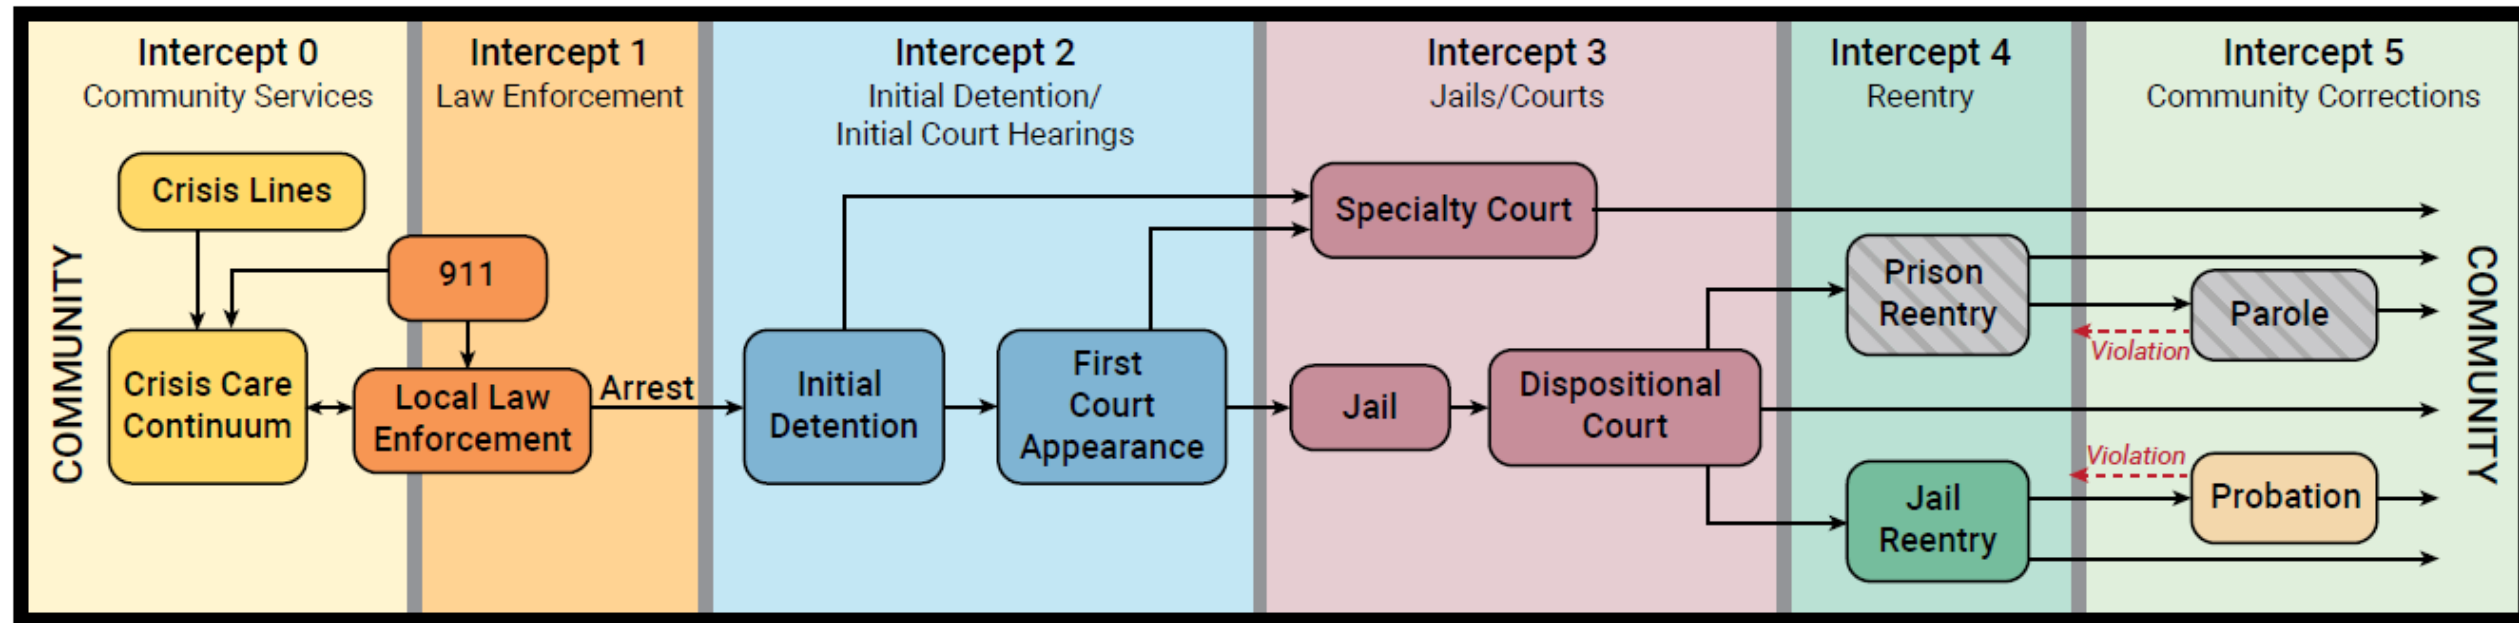 Intercept 0
Community Services
Intercept 1
Law Enforcement
Intercept 2
Initial Detention/
Initial Court Hearings
Intercept 3
Jails/Courts
Intercept 4
Reentry
Intercept 5
Community Corrections
COMMUNITY
Crisis Lines
911
Crisis Care
Continuum
Local Law
Enforcement
Arrest
Initial
Detention
First
Court
Appearance
Specialty Court
Jail
Dispositional
Court
Prison
Reentry
Parole
Violation
Jail
Reentry
Violation
Probation
COMMUNITY